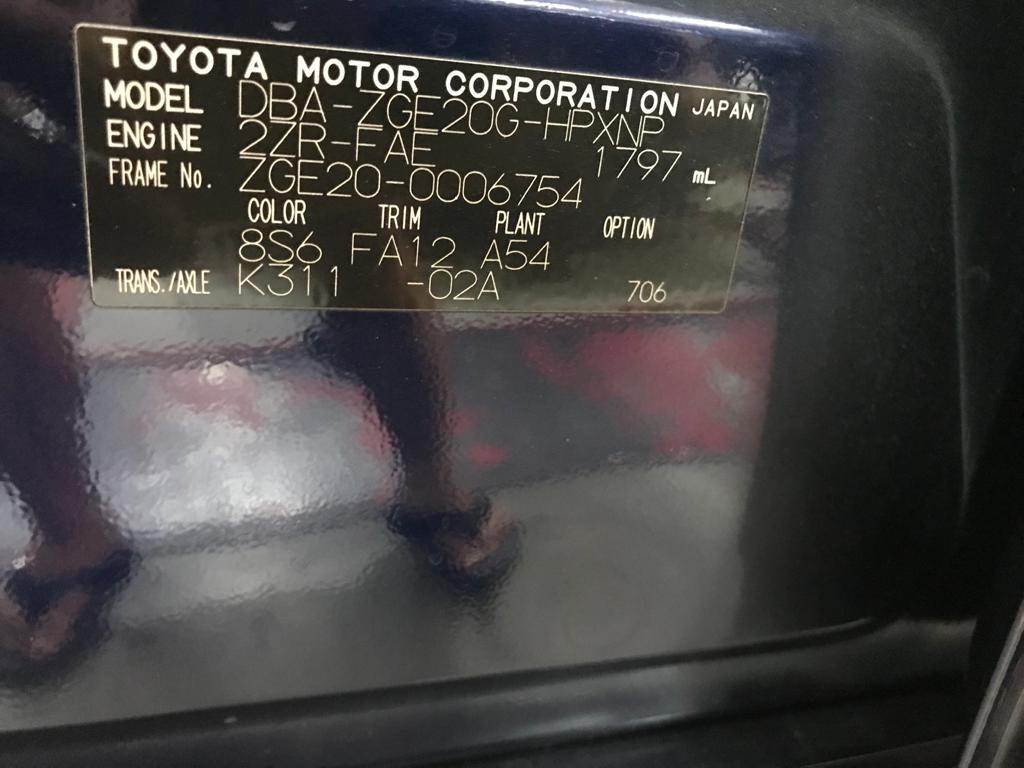 TOYOTA MOTOR CORPORATION JAPAN
MODEL DBA-ZGE20G-HPXNP
ENGINE 2ZR-FAE 1797 mL
FRAME No. ZGE20-0006754
COLOR TRIM PLANT OPTION
8S6 FA12 A54
TRANS./AXLE K311 -02A 706